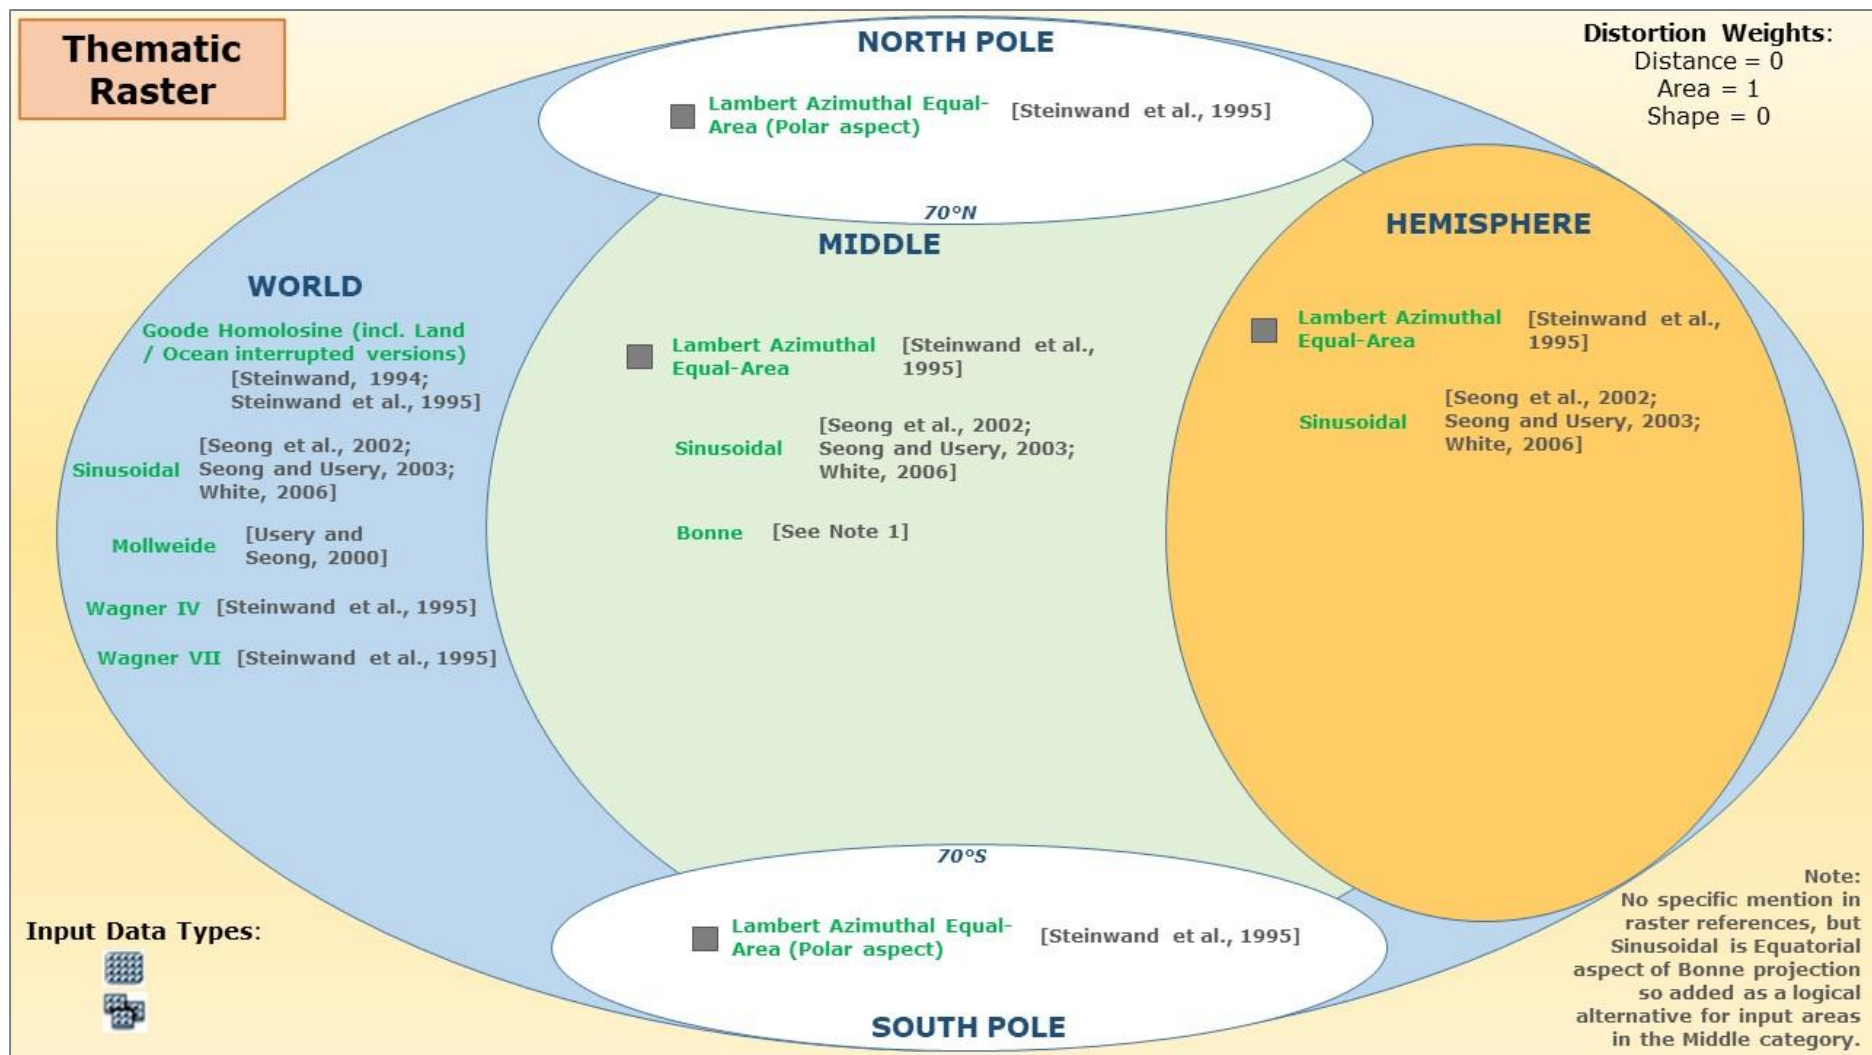 Thematic
Raster
Distortion Weights:
Distance = 0
Area = 1
Shape = 0
NORTH POLE
Lambert Azimuthal Equal-
Area (Polar aspect)
[Steinwand et al., 1995]
70°N
WORLD
Goode Homolosine (incl. Land
/ Ocean interrupted versions)
[Steinwand, 1994;
Steinwand et al., 1995]
Sinusoidal
[Seong et al., 2002;
Seong and Usery, 2003;
White, 2006]
Mollweide
[Usery and
Seong, 2000]
Wagner IV [Steinwand et al., 1995]
Wagner VII [Steinwand et al., 1995]
MIDDLE
Lambert Azimuthal
Equal-Area
[Steinwand et al.,
1995]
Sinusoidal
[Seong et al., 2002;
Seong and Usery, 2003;
White, 2006]
Bonne [See Note 1]
HEMISPHERE
Lambert Azimuthal
Equal-Area
[Steinwand et al.,
1995]
Sinusoidal
[Seong et al., 2002;
Seong and Usery, 2003;
White, 2006]
70°S
Lambert Azimuthal Equal-
Area (Polar aspect)
[Steinwand et al., 1995]
SOUTH POLE
Input Data Types:
Note:
No specific mention in
raster references, but
Sinusoidal is Equatorial
aspect of Bonne projection
so added as a logical
alternative for input areas
in the Middle category.